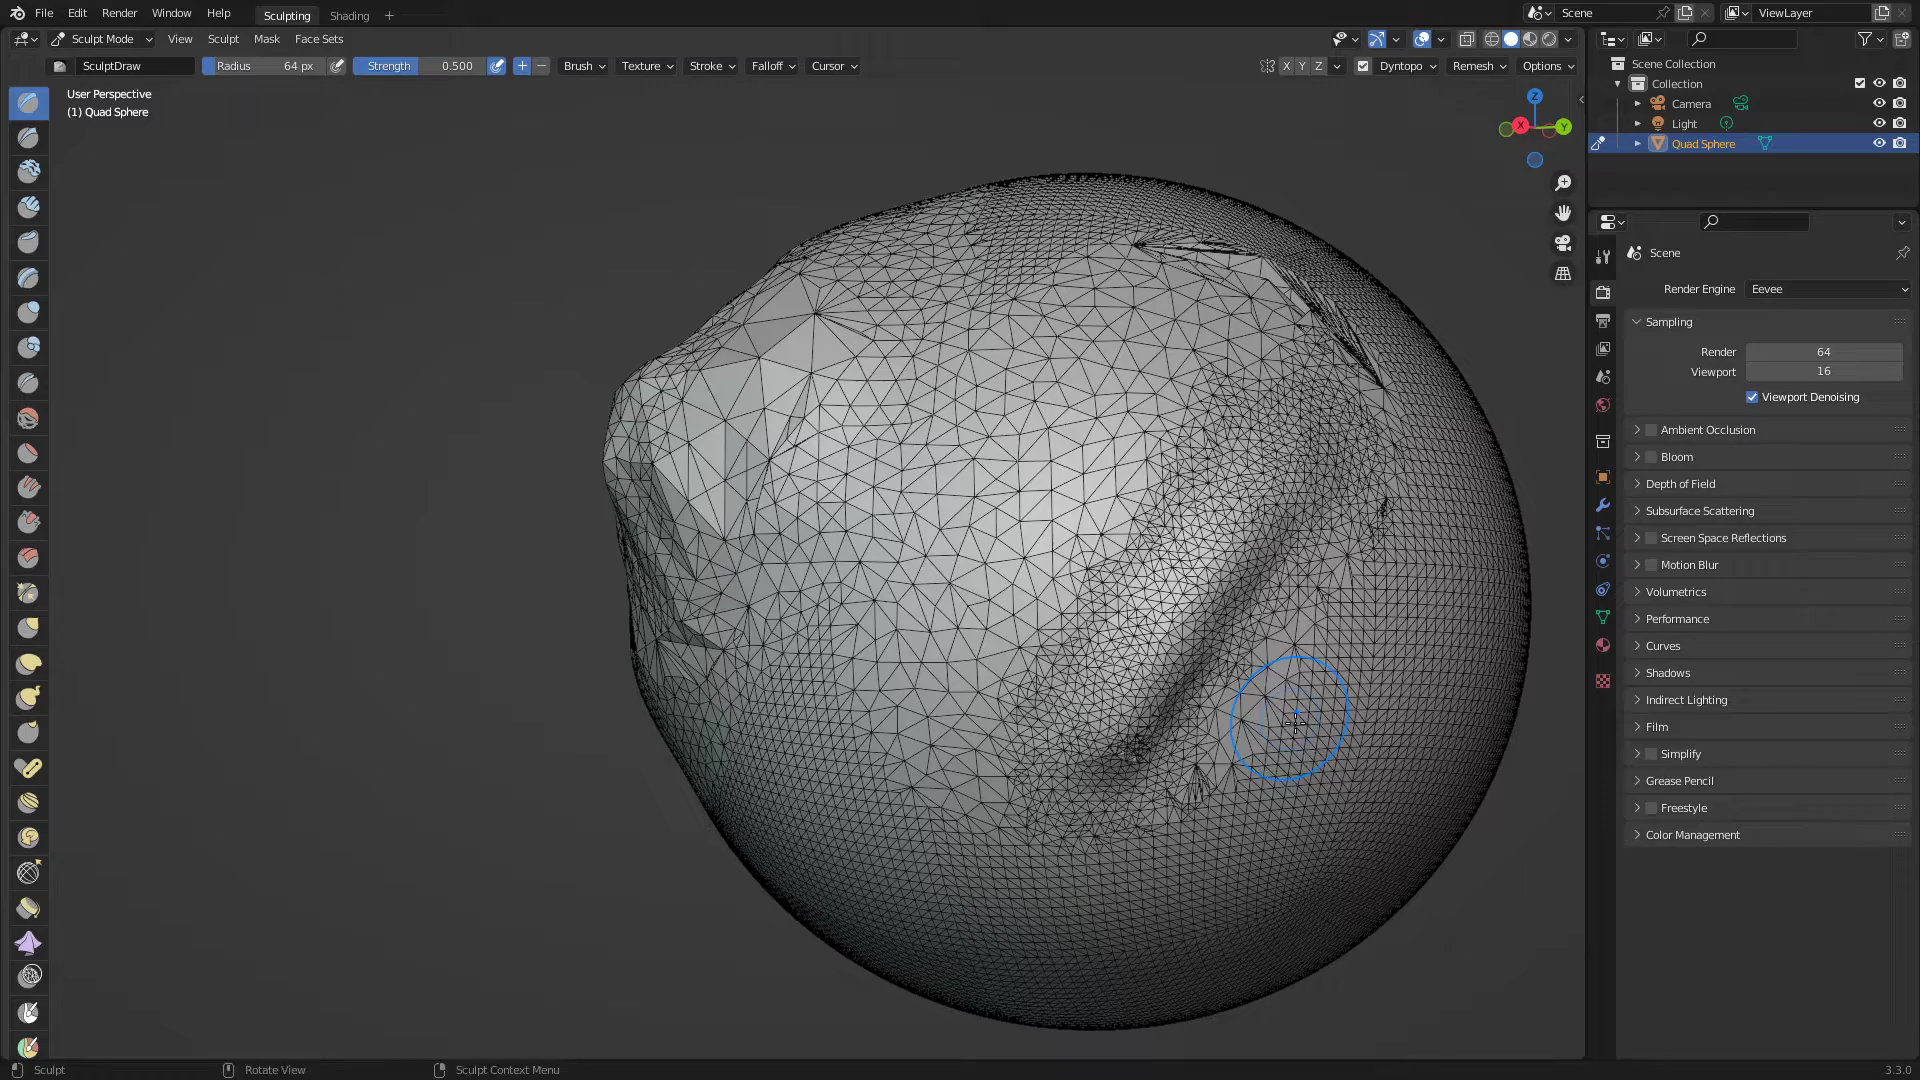 File Edit Render Window Help Sculpting Shading + Scene ViewLayer
Sculpt Mode View Sculpt Mask Face Sets
SculptDraw Radius 64 px Strength 0.500 Brush Texture Stroke Falloff Cursor X Y Z Dyntopo Remesh Options
User Perspective
(1) Quad Sphere
Z
X
Y
Scene Collection
Collection
Camera
Light
Quad Sphere
Scene
Render Engine Eevee
Sampling
Render 64
Viewport 16
Viewport Denoising
Ambient Occlusion
Bloom
Depth of Field
Subsurface Scattering
Screen Space Reflections
Motion Blur
Volumetrics
Performance
Curves
Shadows
Indirect Lighting
Film
Simplify
Grease Pencil
Freestyle
Color Management
Sculpt Rotate View Sculpt Context Menu 3.3.0